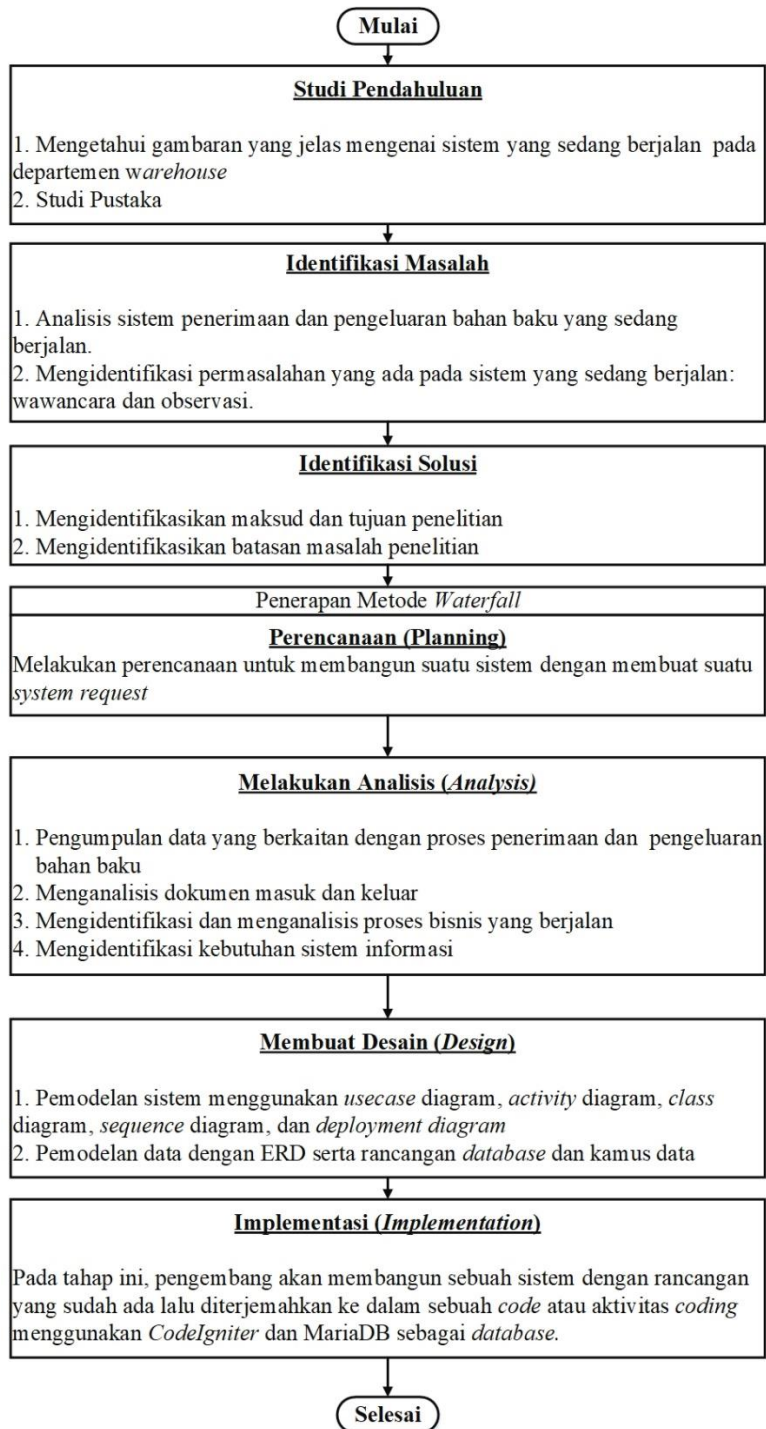 Mulai
Studi Pendahuluan
1. Mengetahui gambaran yang jelas mengenai sistem yang sedang berjalan pada
departemen warehouse
2. Studi Pustaka
Identifikasi Masalah
1. Analisis sistem penerimaan dan pengeluaran bahan baku yang sedang
berjalan.
2. Mengidentifikasi permasalahan yang ada pada sistem yang sedang berjalan:
wawancara dan observasi.
Identifikasi Solusi
1. Mengidentifikasikan maksud dan tujuan penelitian
2. Mengidentifikasikan batasan masalah penelitian
Penerapan Metode Waterfall
Perencanaan (Planning)
Melakukan perencanaan untuk membangun suatu sistem dengan membuat suatu
system request
Melakukan Analisis (Analysis)
1. Pengumpulan data yang berkaitan dengan proses penerimaan dan pengeluaran
bahan baku
2. Menganalisis dokumen masuk dan keluar
3. Mengidentifikasi dan menganalisis proses bisnis yang berjalan
4. Mengidentifikasi kebutuhan sistem informasi
Membuat Desain (Design)
1. Pemodelan sistem menggunakan usecase diagram, activity diagram, class
diagram, sequence diagram, dan deployment diagram
2. Pemodelan data dengan ERD serta rancangan database dan kamus data
Implementasi (Implementation)
Pada tahap ini, pengembang akan membangun sebuah sistem dengan rancangan
yang sudah ada lalu diterjemahkan ke dalam sebuah code atau aktivitas coding
menggunakan CodeIgniter dan MariaDB sebagai database.
Selesai